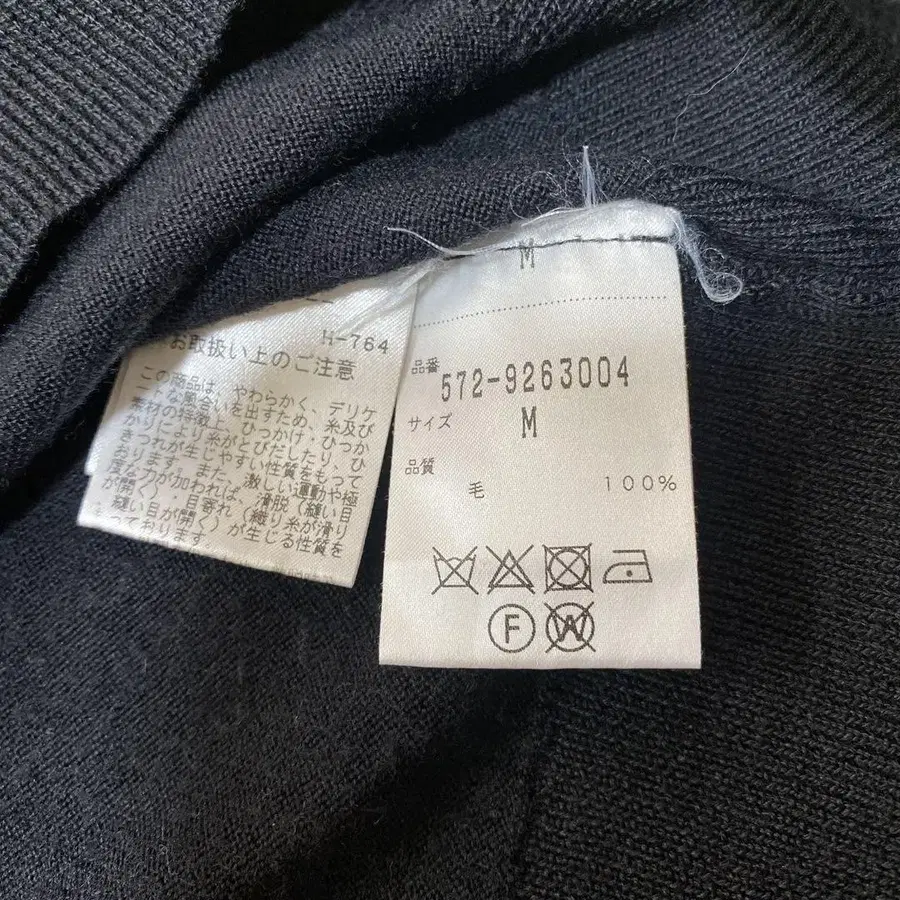 H-764
お取扱い上のご注意
この商品は、やわらかく、デリケ
ートな風合いを出すため、糸及び
素材の特徴上、ひっかけ・ひっか
かりにより糸がとびだしたり、ひ
きつれが生じやすい性質をもって
おります。また、激しい運動や極
度な力が加われば、滑脱（縫い目
が開く）・目寄れ（織り糸が滑り
縫い目が開く）が生じる性質を
もっております
M
品番
572-9263004
サイズ
M
品質
毛 100%
F
W